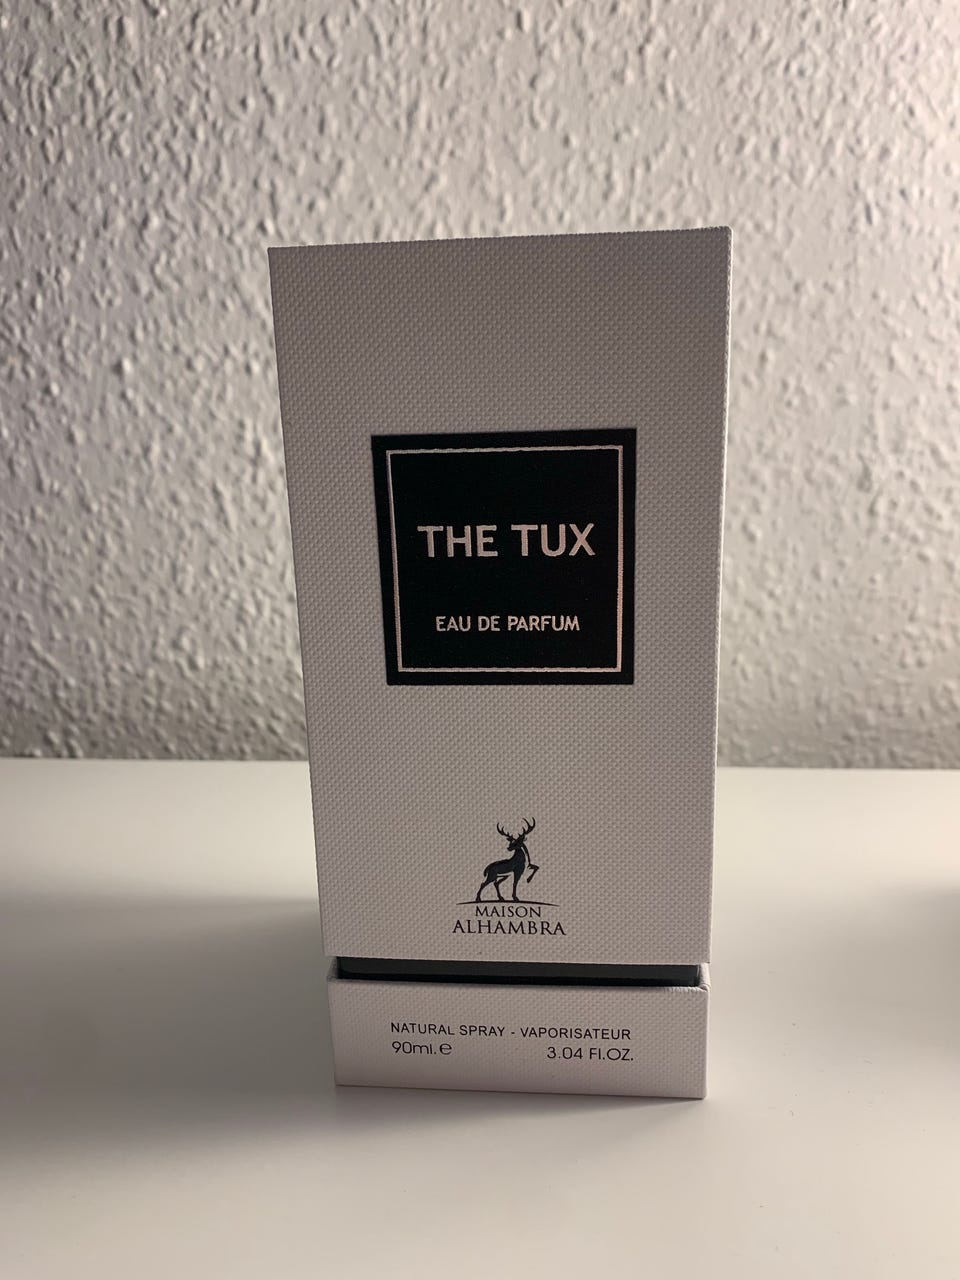 THE TUX
EAU DE PARFUM
MAISON
ALHAMBRA
NATURAL SPRAY - VAPORISATEUR
90ml.e 3.04 Fl.OZ.